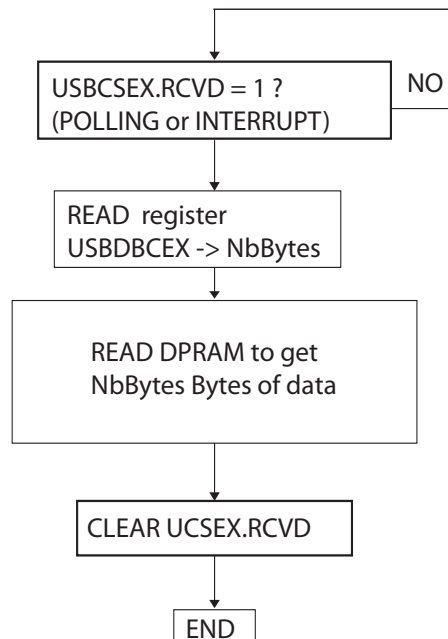 USBCSEX.RCVD = 1 ?
(POLLING or INTERRUPT)
NO
READ register
USBDBCEX -> NbBytes
READ DPRAM to get
NbBytes Bytes of data
CLEAR UCSEX.RCVD
END